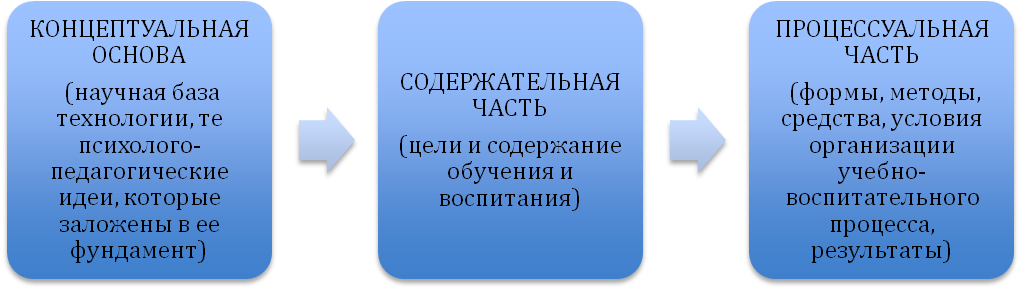 КОНЦЕПТУАЛЬНАЯ
ОСНОВА
(научная база
технологии, те
психолого-
педагогические
идеи, которые
заложены в ее
фундамент)
СОДЕРЖАТЕЛЬНАЯ
ЧАСТЬ
(цели и содержание
обучения и
воспитания)
ПРОЦЕССУАЛЬНАЯ
ЧАСТЬ
(формы, методы,
средства, условия
организации
учебно-
воспитательного
процесса,
результаты)